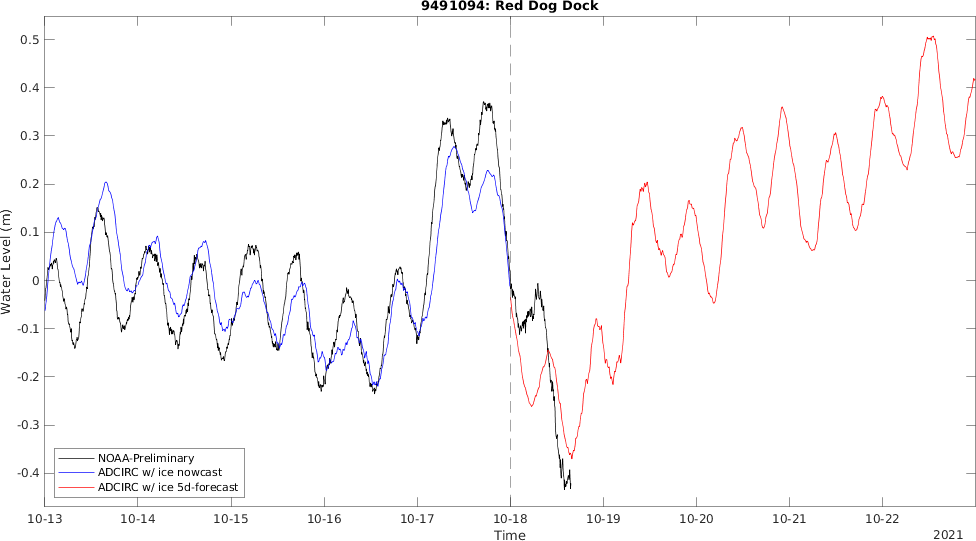 9491094: Red Dog Dock
0.5
0.4
0.3
0.2
0.1
0
-0.1
-0.2
-0.3
-0.4
Water Level (m)
NOAA-Preliminary
ADCIRC w/ ice nowcast
ADCIRC w/ ice 5d-forecast
10-13 10-14 10-15 10-16 10-17 10-18 10-19 10-20 10-21 10-22
Time
2021